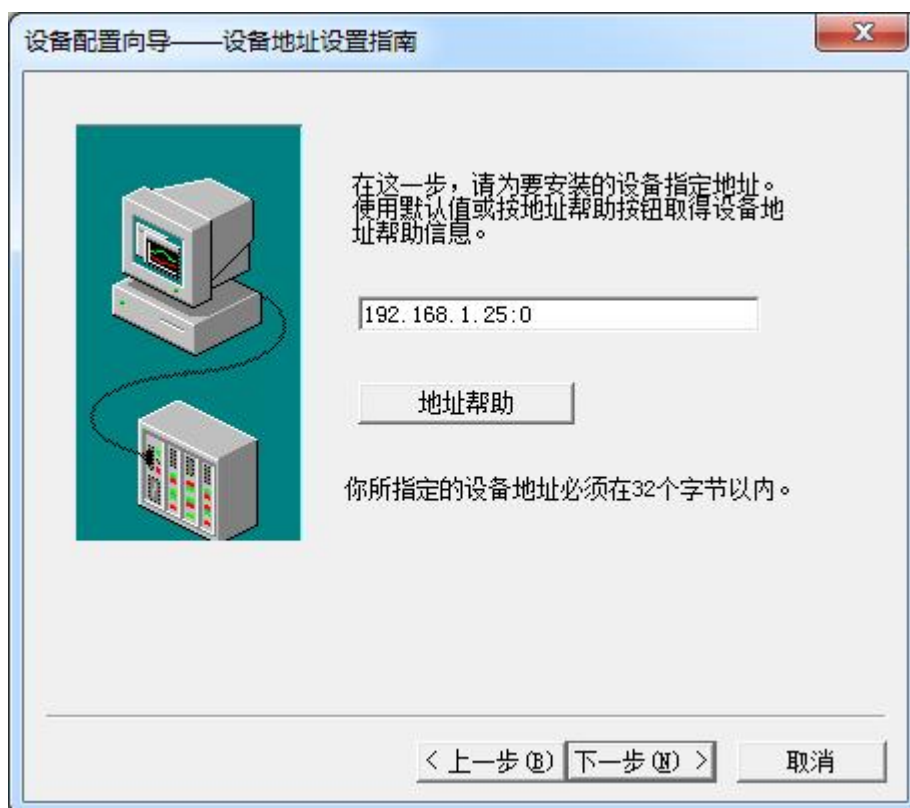 设备配置向导——设备地址设置指南
在这一步，请为要安装的设备指定地址。
使用默认值或按地址帮助按钮取得设备地
址帮助信息。
192.168.1.25:0
地址帮助
你所指定的设备地址必须在32个字节以内。
< 上一步(B)
下一步(N) >
取消